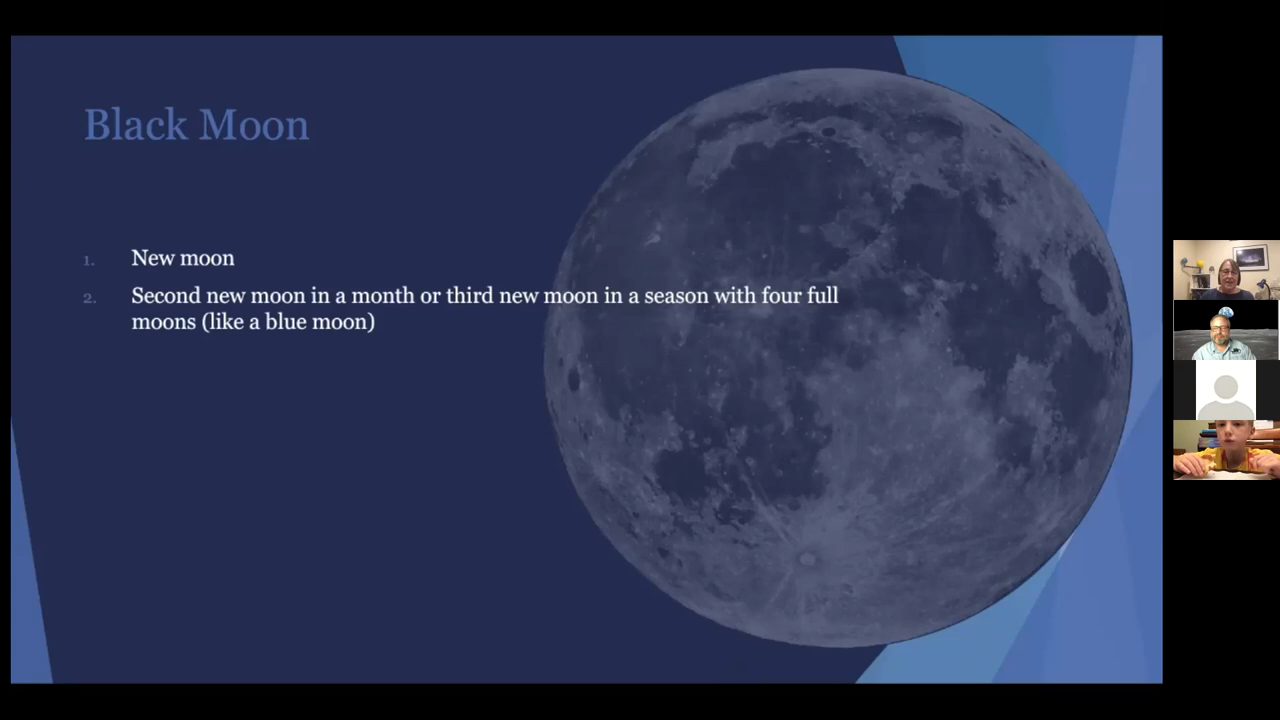 Black Moon
1. New moon
2. Second new moon in a month or third new moon in a season with four full
moons (like a blue moon)